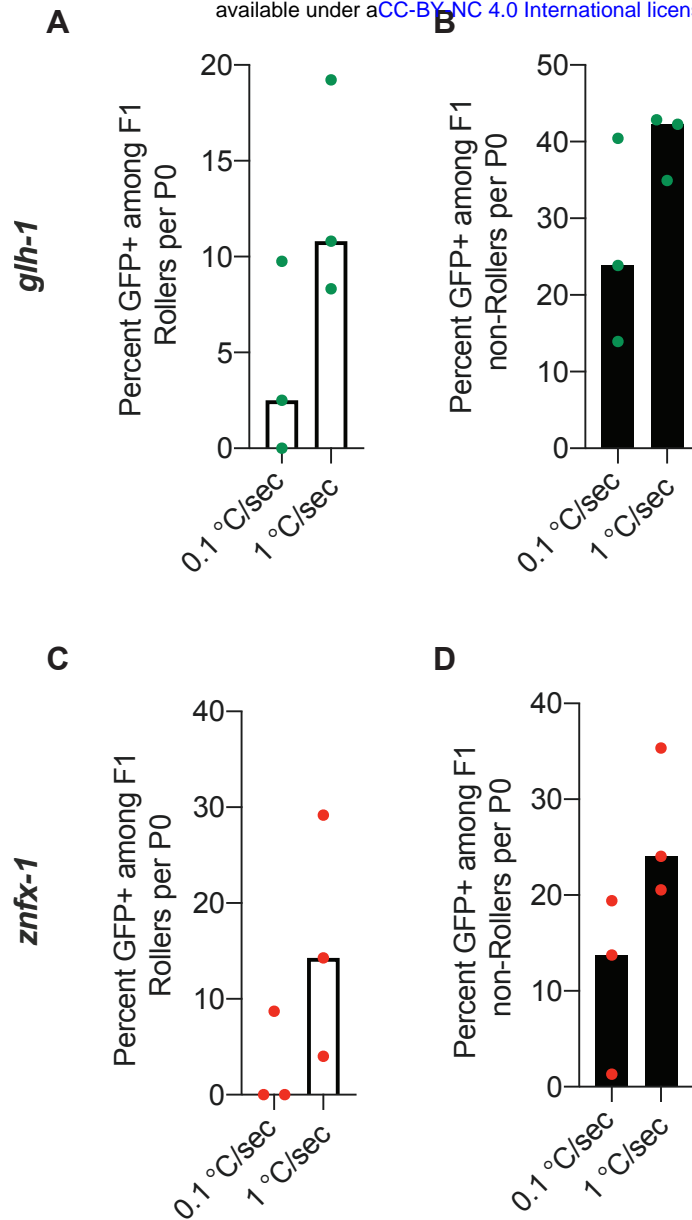 available under aCC-BY-NC 4.0 International licens
A
B
glh-1
Percent GFP+ among F1
Rollers per P0
20
15
10
5
0
0.1 °C/sec
1 °C/sec
Percent GFP+ among F1
non-Rollers per P0
50
40
30
20
10
0
0.1 °C/sec
1 °C/sec
C
D
znfx-1
Percent GFP+ among F1
Rollers per P0
40
30
20
10
0
0.1 °C/sec
1 °C/sec
Percent GFP+ among F1
non-Rollers per P0
40
30
20
10
0
0.1 °C/sec
1 °C/sec